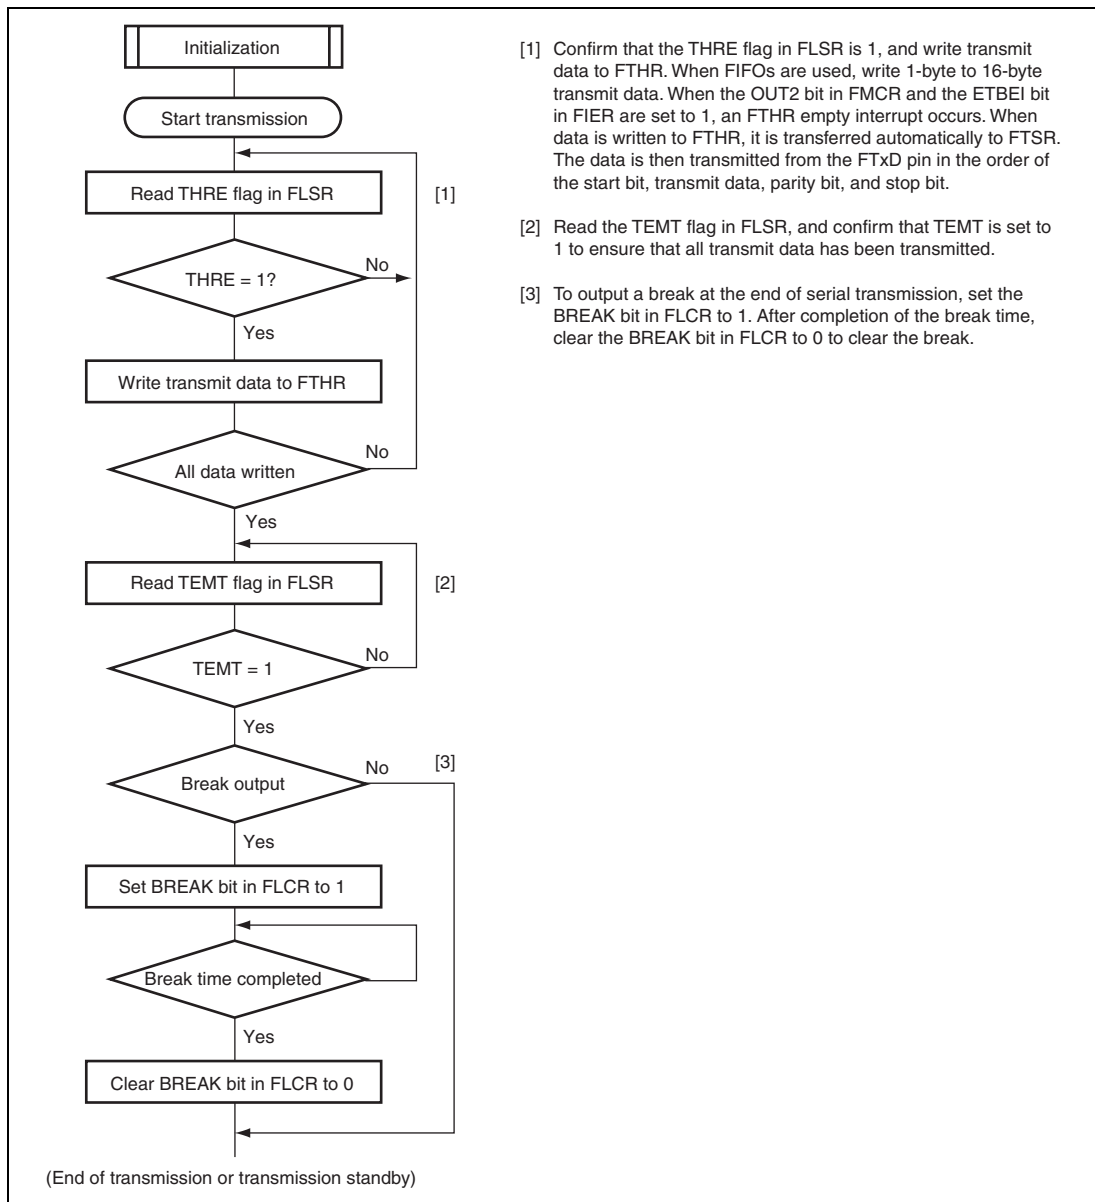 Initialization
Start transmission
Read THRE flag in FLSR
[1]
THRE = 1?
No
Yes
Write transmit data to FTHR
All data written
No
Yes
Read TEMT flag in FLSR
[2]
TEMT = 1
No
Yes
Break output
No
[3]
Yes
Set BREAK bit in FLCR to 1
Break time completed
Yes
Clear BREAK bit in FLCR to 0
(End of transmission or transmission standby)
[1] Confirm that the THRE flag in FLSR is 1, and write transmit
data to FTHR. When FIFOs are used, write 1-byte to 16-byte
transmit data. When the OUT2 bit in FMCR and the ETBEI bit
in FIER are set to 1, an FTHR empty interrupt occurs. When
data is written to FTHR, it is transferred automatically to FTSR.
The data is then transmitted from the FTxD pin in the order of
the start bit, transmit data, parity bit, and stop bit.
[2] Read the TEMT flag in FLSR, and confirm that TEMT is set to
1 to ensure that all transmit data has been transmitted.
[3] To output a break at the end of serial transmission, set the
BREAK bit in FLCR to 1. After completion of the break time,
clear the BREAK bit in FLCR to 0 to clear the break.